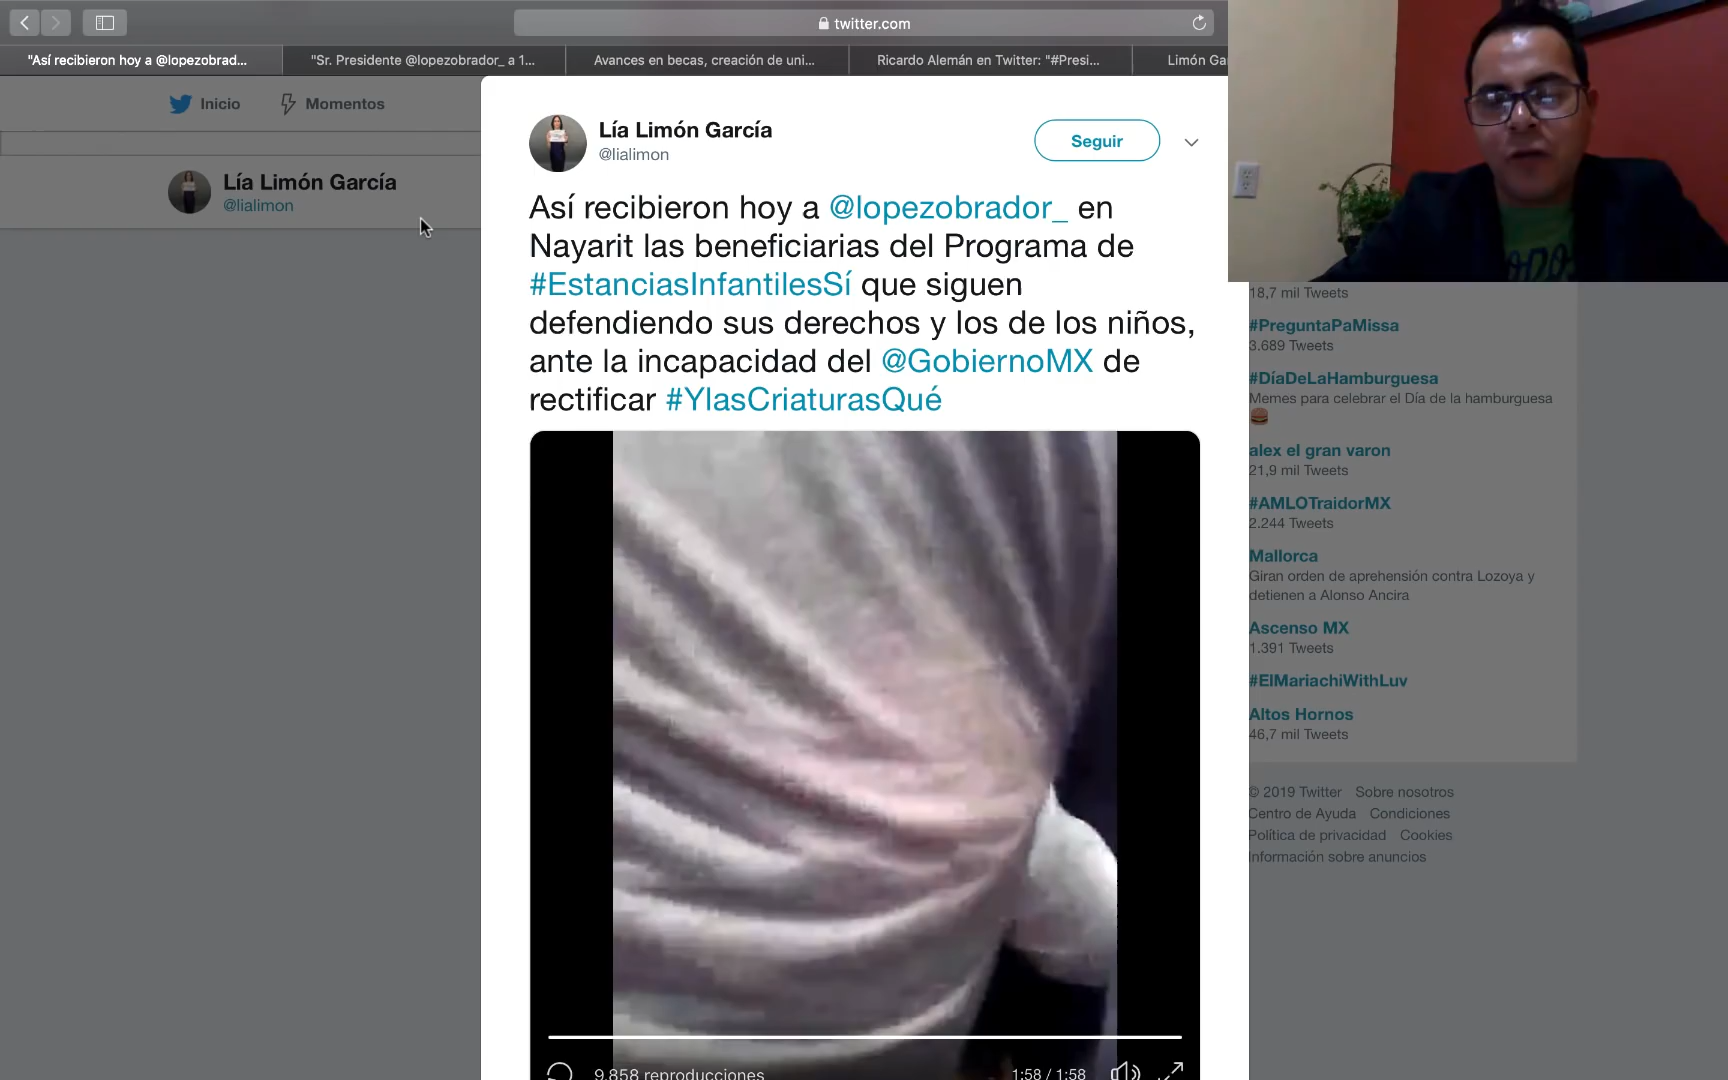 twitter.com
"Así recibieron hoy a @lopezobrad...
"Sr. Presidente @lopezobrador_ a 1...
Avances en becas, creación de uni...
Ricardo Alemán en Twitter: "#Presi...
Limón Ga
Inicio
Momentos
Lía Limón García
@lialimon
Lía Limón García
@lialimon
Seguir
Así recibieron hoy a @lopezobrador_ en
Nayarit las beneficiarias del Programa de
#EstanciasInfantilesSí que siguen
defendiendo sus derechos y los de los niños,
ante la incapacidad del @GobiernoMX de
rectificar #YlasCriaturasQué
9.858 reproducciones
1:58 / 1:58
18,7 mil Tweets
#PreguntaPaMissa
3.689 Tweets
#DíaDeLaHamburguesa
Memes para celebrar el Día de la hamburguesa
alex el gran varon
21,9 mil Tweets
#AMLOTraidorMX
2.244 Tweets
Mallorca
Giran orden de aprehensión contra Lozoya y
detienen a Alonso Ancira
Ascenso MX
1.391 Tweets
#ElMariachiWithLuv
Altos Hornos
46,7 mil Tweets
© 2019 Twitter Sobre nosotros
Centro de Ayuda Condiciones
Política de privacidad Cookies
Información sobre anuncios